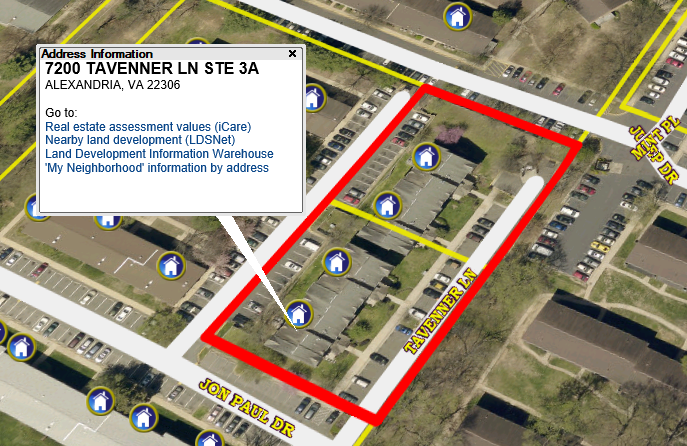 Address Information
7200 TAVENNER LN STE 3A
ALEXANDRIA, VA 22306
Go to:
Real estate assessment values (iCare)
Nearby land development (LDSNet)
Land Development Information Warehouse
'My Neighborhood' information by address
MINT PL
JUMP DR
TAVENNER LN
JON PAUL DR